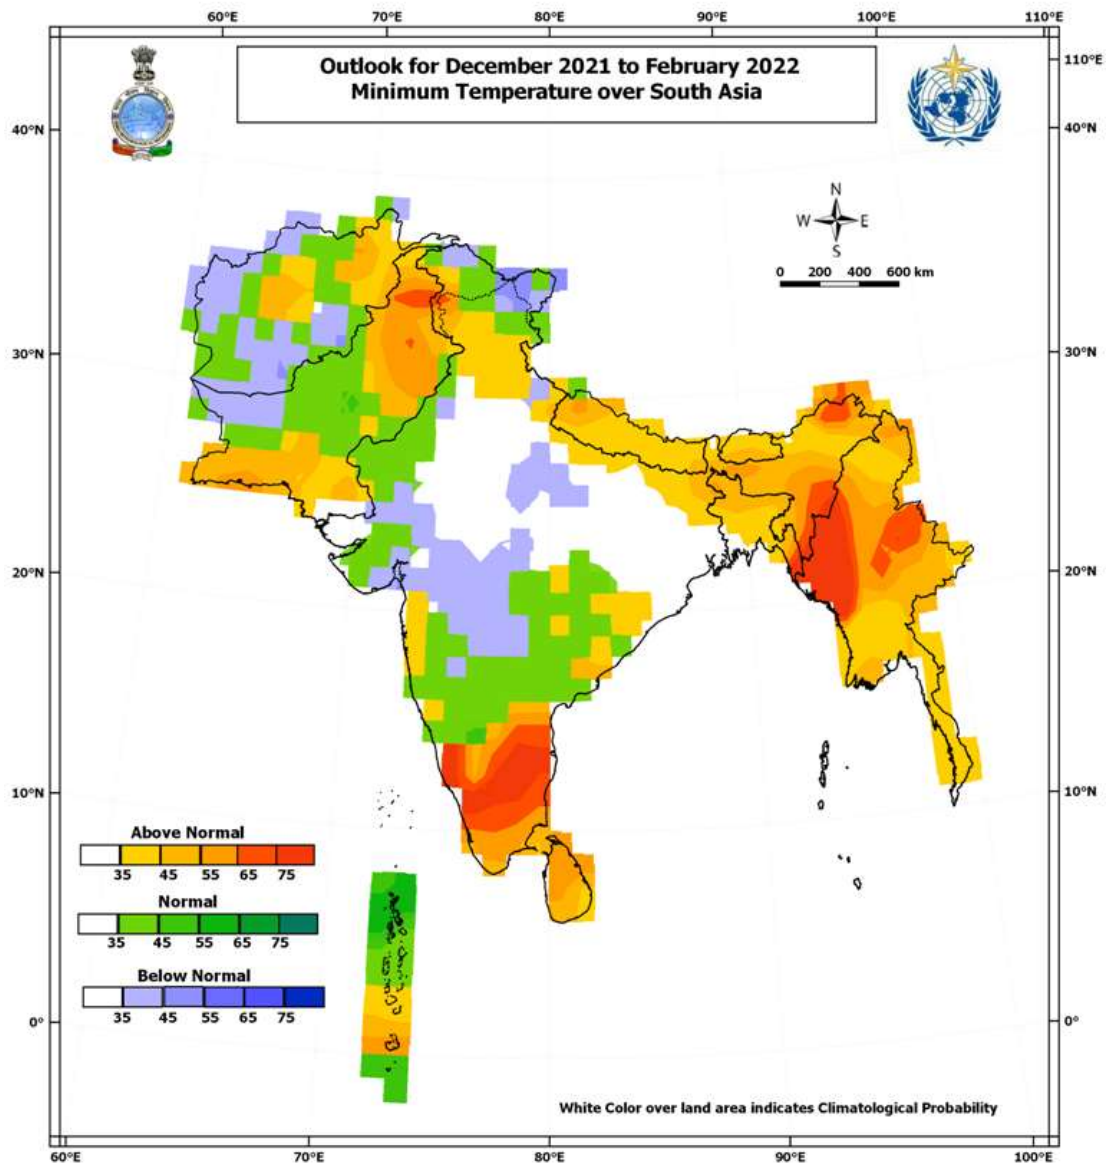 60°E 70°E 80°E 90°E 100°E 110°E
Outlook for December 2021 to February 2022
Minimum Temperature over South Asia
110°E
40°N 40°N
N
W E
S
0 200 400 600 km
30°N 30°N
20°N 20°N
10°N 10°N
Above Normal
35 45 55 65 75
Normal
35 45 55 65 75
Below Normal
35 45 55 65 75
0° 0°
White Color over land area indicates Climatological Probability
60°E 70°E 80°E 90°E 100°E